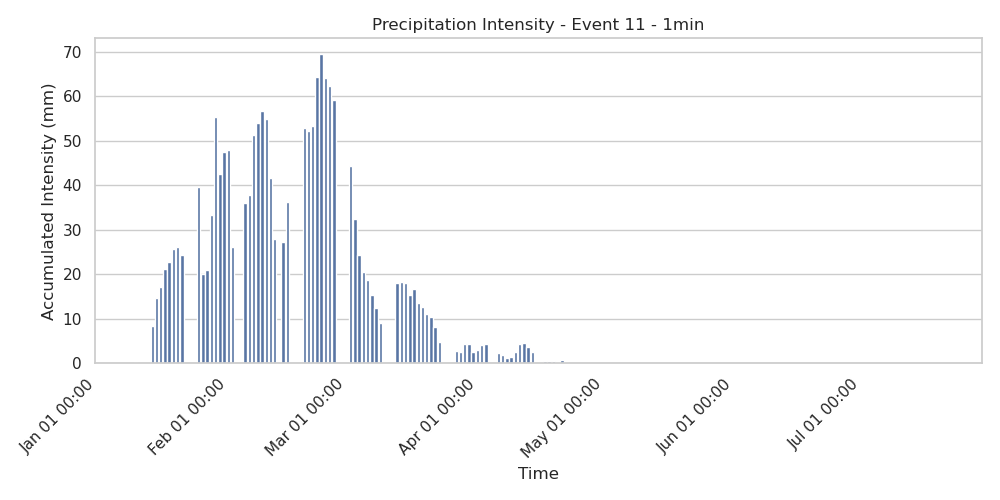 Precipitation Intensity - Event 11 - 1min
Accumulated Intensity (mm)
70
60
50
40
30
20
10
0
Jan 01 00:00
Feb 01 00:00
Mar 01 00:00
Apr 01 00:00
May 01 00:00
Jun 01 00:00
Jul 01 00:00
Time